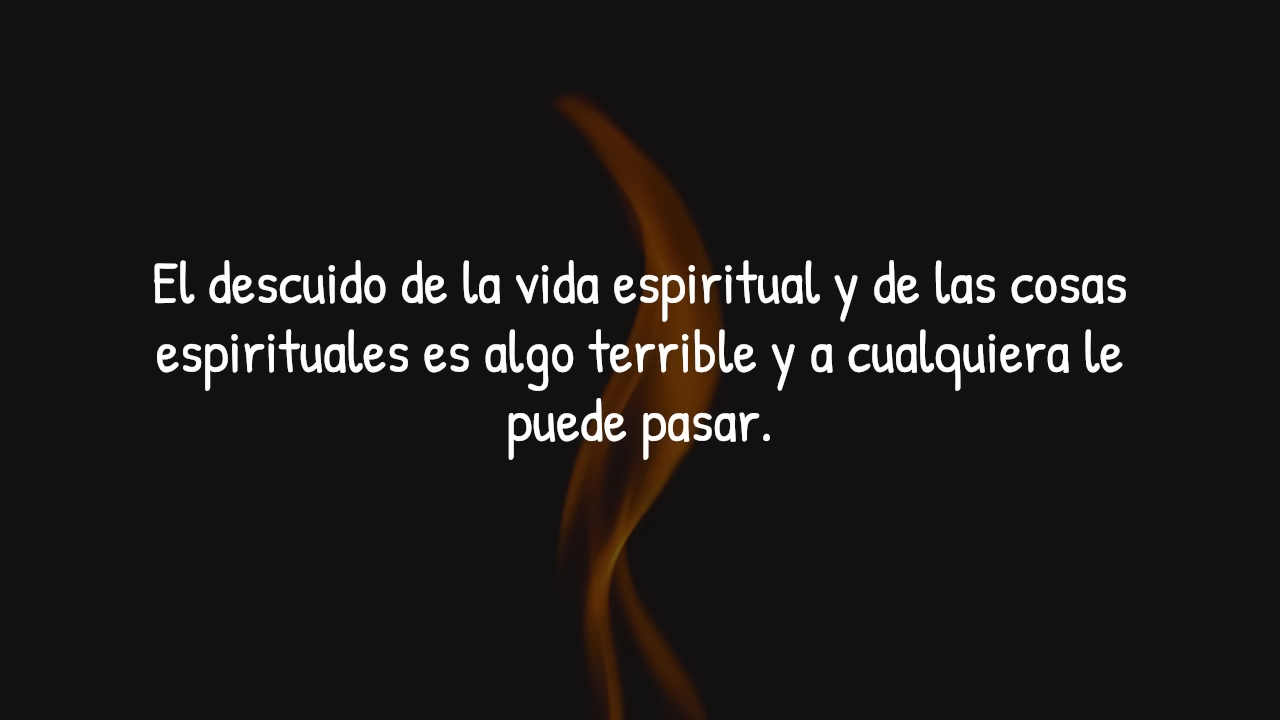 El descuido de la vida espiritual y de las cosas
espirituales es algo terrible y a cualquiera le
puede pasar.